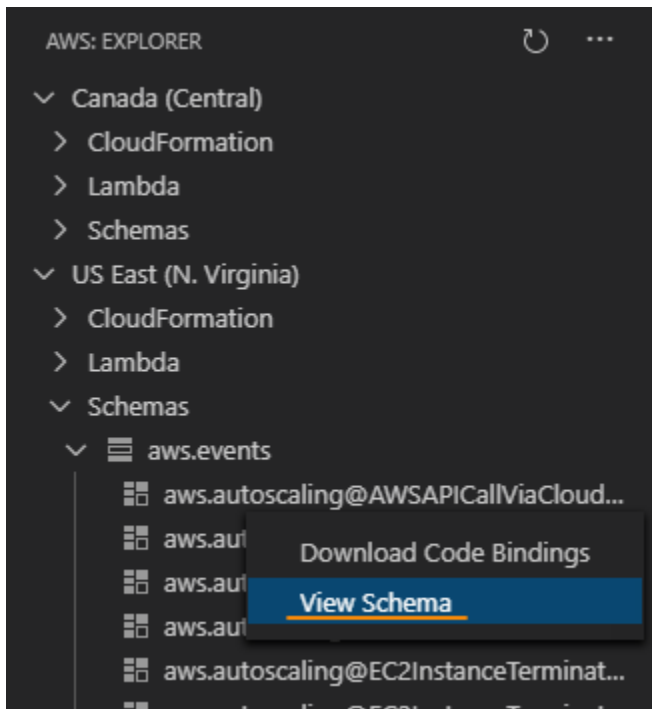 AWS: EXPLORER
Canada (Central)
CloudFormation
Lambda
Schemas
US East (N. Virginia)
CloudFormation
Lambda
Schemas
aws.events
aws.autoscaling@AWSAPICallViaCloud...
aws.aut
Download Code Bindings
aws.aut
View Schema
aws.aut
aws.autoscaling@EC2InstanceTerminat...